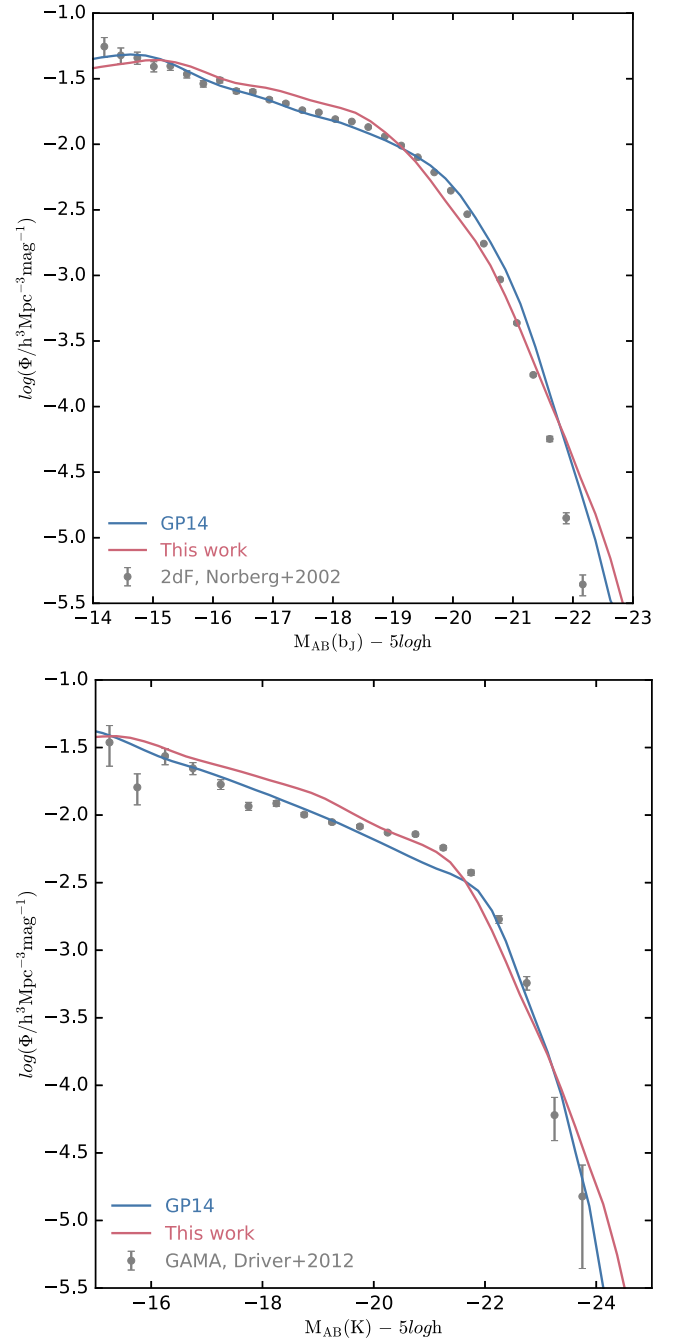 −1.0
−1.5
−2.0
−2.5
−3.0
−3.5
−4.0
−4.5
−5.0
−5.5
log(Φ/h³Mpc⁻³mag⁻¹)
GP14
This work
2dF, Norberg+2002
−14 −15 −16 −17 −18 −19 −20 −21 −22 −23
M_AB(b_J) − 5logh
−1.0
−1.5
−2.0
−2.5
−3.0
−3.5
−4.0
−4.5
−5.0
−5.5
log(Φ/h³Mpc⁻³mag⁻¹)
GP14
This work
GAMA, Driver+2012
−16 −18 −20 −22 −24
M_AB(K) − 5logh